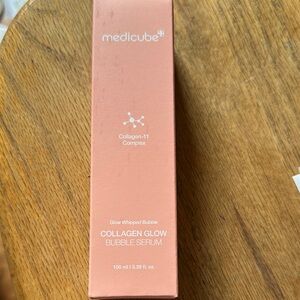 medicube
Collagen-11
Complex
Glow Whipped Bubble
COLLAGEN GLOW
BUBBLE SERUM
100 ml / 3.38 fl. oz.